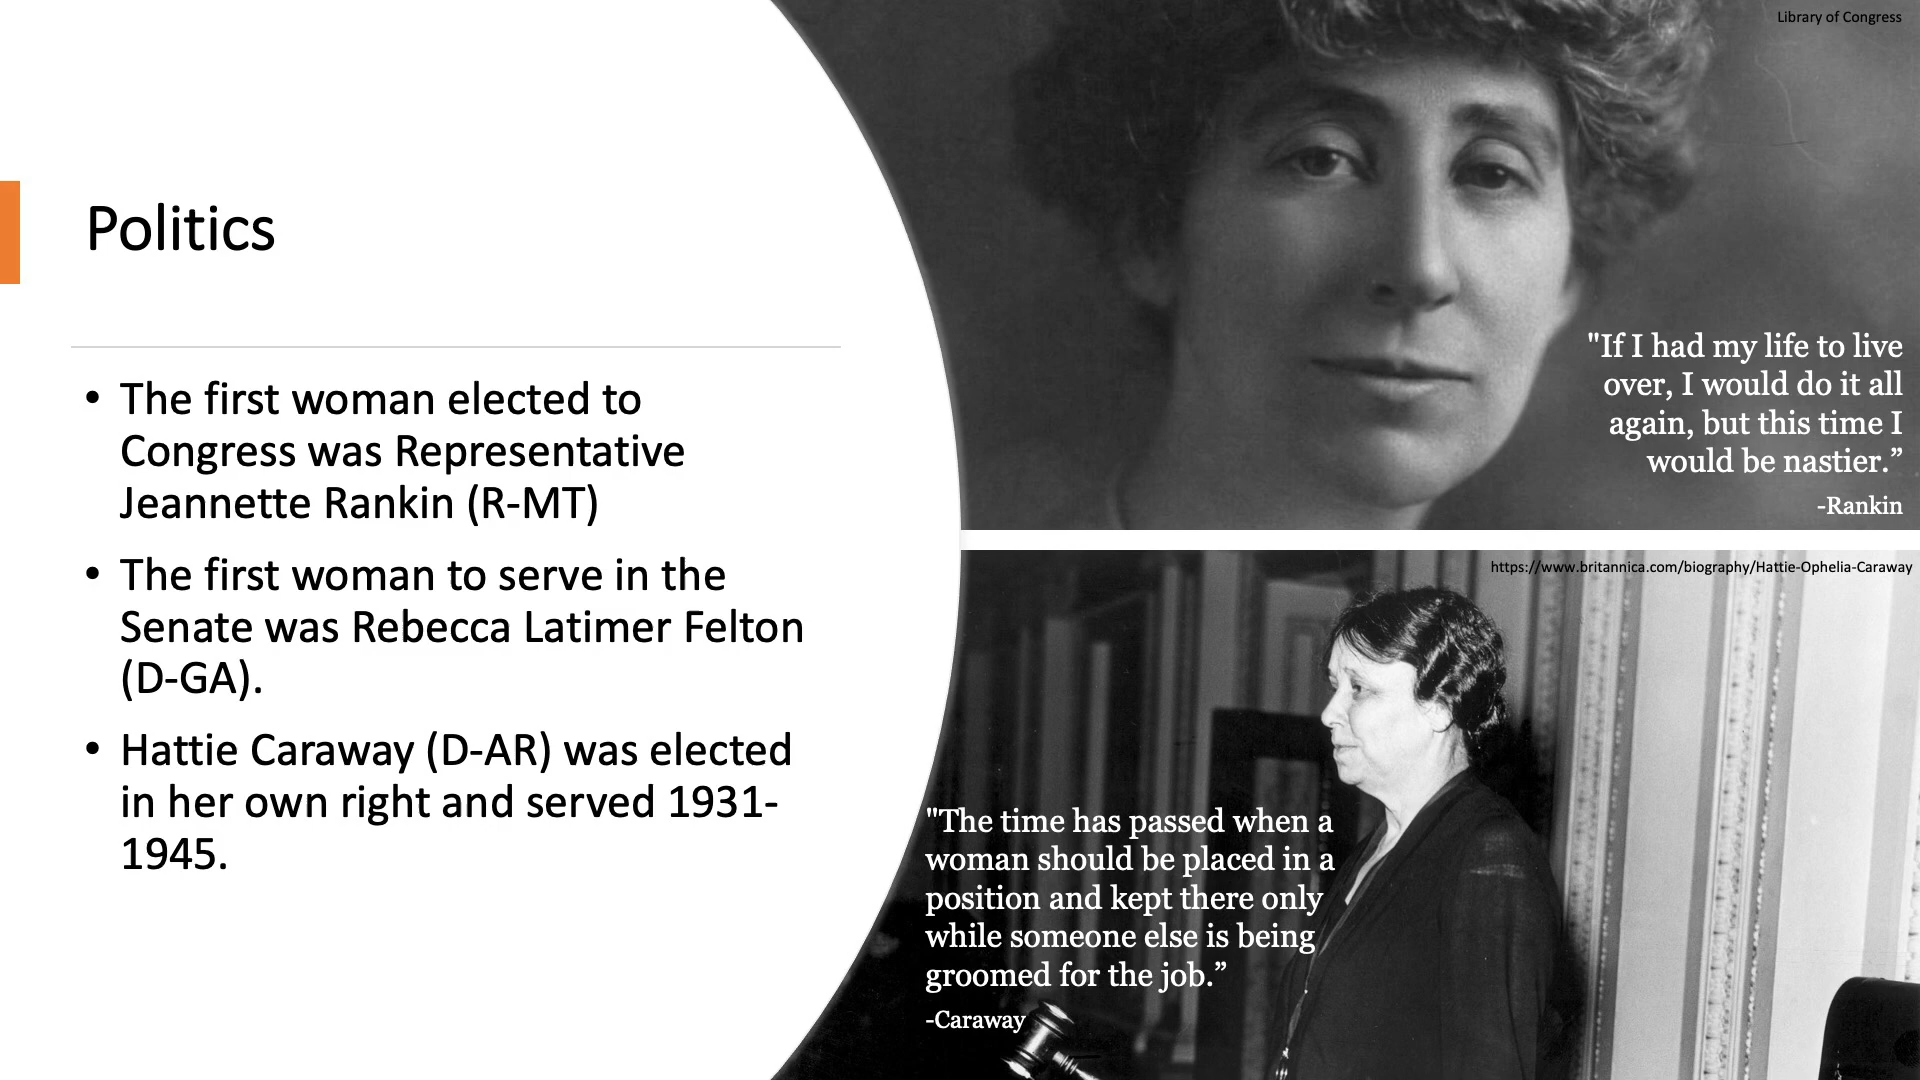 Politics
• The first woman elected to
Congress was Representative
Jeannette Rankin (R-MT)
• The first woman to serve in the
Senate was Rebecca Latimer Felton
(D-GA).
• Hattie Caraway (D-AR) was elected
in her own right and served 1931-
1945.
Library of Congress
"If I had my life to live
over, I would do it all
again, but this time I
would be nastier.”
-Rankin
https://www.britannica.com/biography/Hattie-Ophelia-Caraway
"The time has passed when a
woman should be placed in a
position and kept there only
while someone else is being
groomed for the job.”
-Caraway